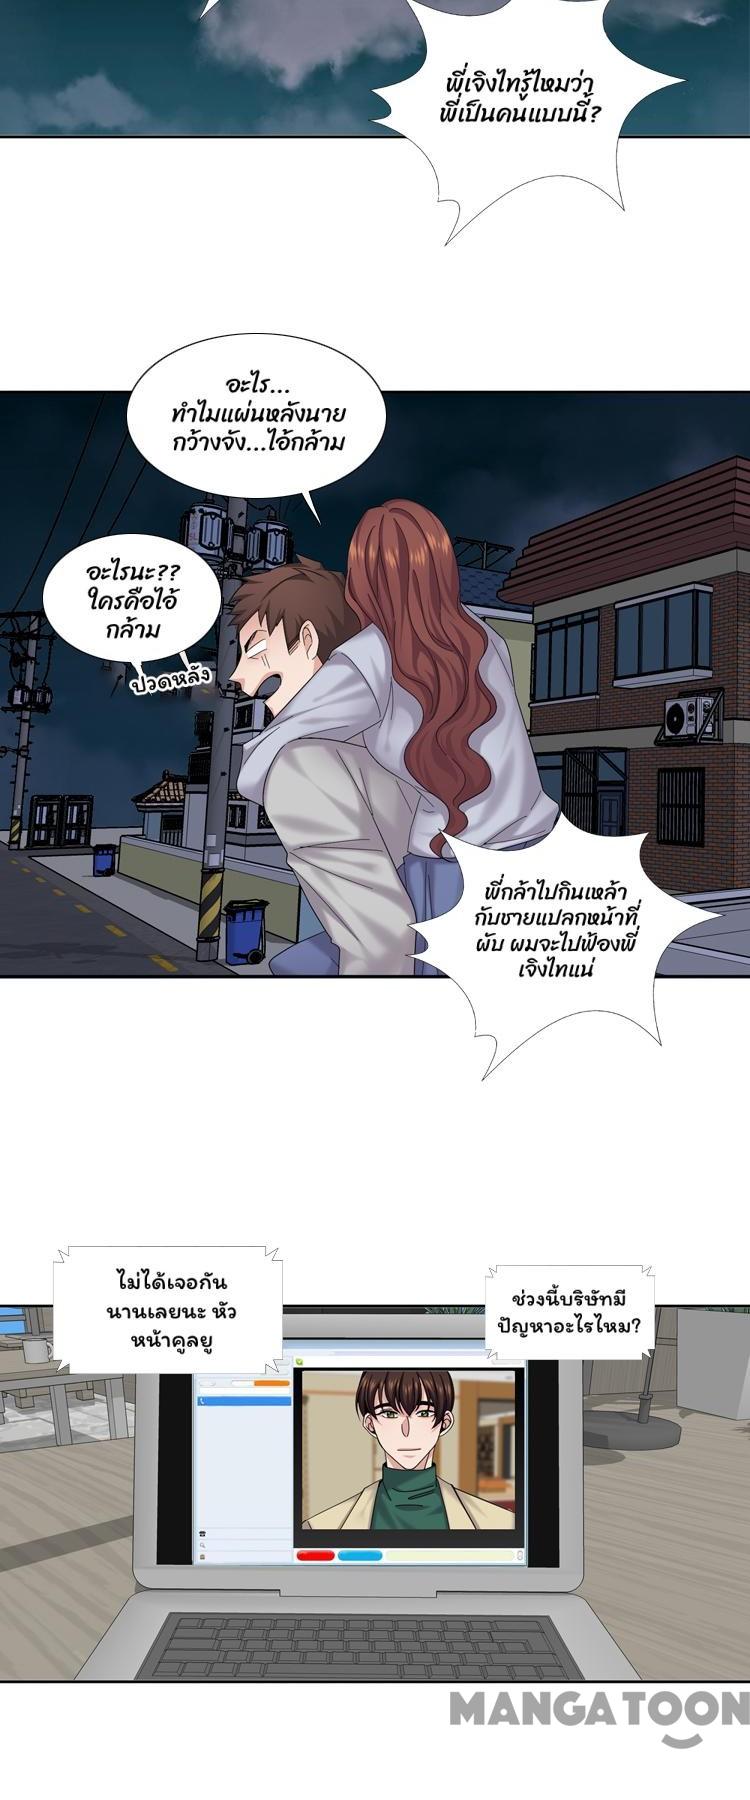 พี่เจิงไทรู้ไหมว่า
พี่เป็นคนแบบนี้?
อะไร...
ทำไมแผ่นหลังนาย
กว้างจัง...ไอ้กล้าม
อะไรนะ??
ใครคือไอ้
กล้าม
ปวดหลัง
พี่กล้าไปกินเหล้า
กับชายแปลกหน้าที่
ผับ ผมจะไปฟ้องพี่
เจิงไทแน่
ไม่ได้เจอกัน
นานเลยนะ หัว
หน้าคูลยู
ช่วงนี้บริษัทมี
ปัญหาอะไรไหม?
MANGATOON